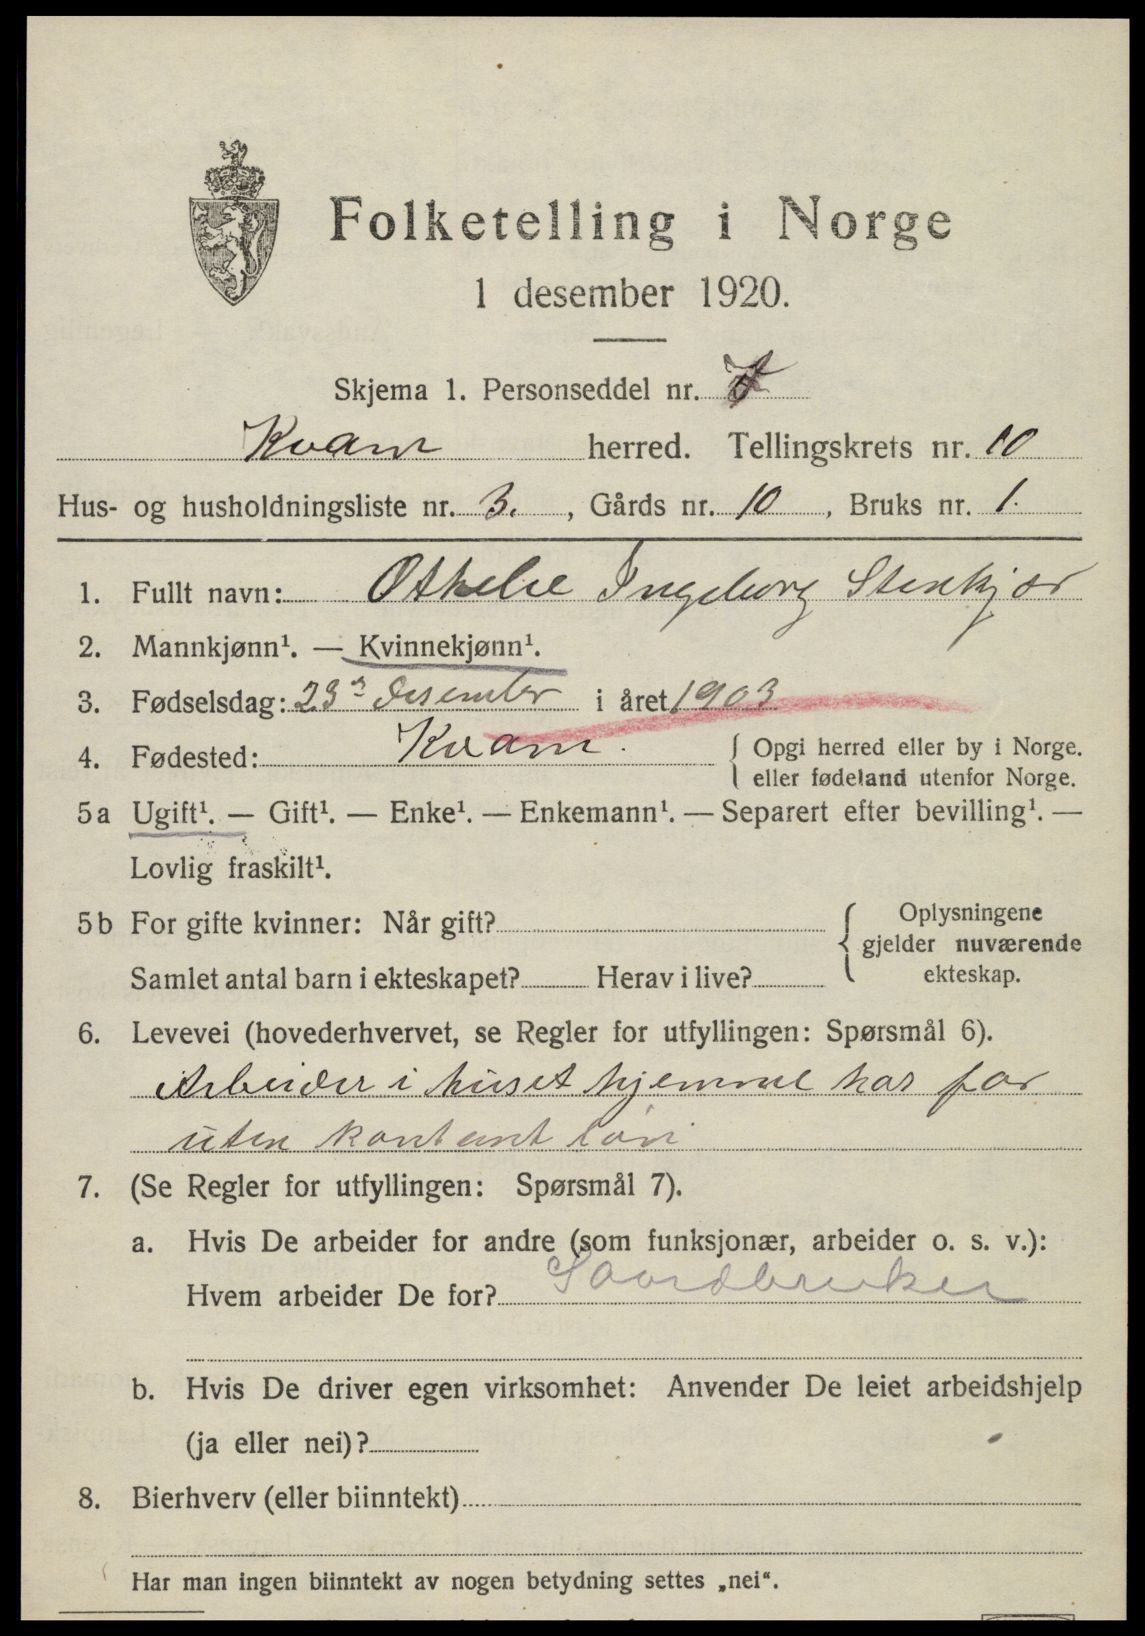 Folketelling i Norge
1 desember 1920.
Skjema 1. Personseddel nr.
Kvam herred. Tellingskrets nr. 10
Hus- og husholdningsliste nr. 3. , Gårds nr. 10 , Bruks nr. 1.
1. Fullt navn: Othelie Ingeborg Stenkjær
2. Mannkjønn¹. — Kvinnekjønn¹.
3. Fødselsdag: 23 desember i året 1903
4. Fødested: Kvam. { Opgi herred eller by i Norge.
eller fødeland utenfor Norge.
5a Ugift¹. — Gift¹. — Enke¹. — Enkemann¹. — Separert efter bevilling¹. —
Lovlig fraskilt¹.
5b For gifte kvinner: Når gift? { Oplysningene
gjelder nuværende
Samlet antal barn i ekteskapet? Herav i live? ekteskap.
6. Levevei (hovederhvervet, se Regler for utfyllingen: Spørsmål 6).
Arbeider i huset hjemme hos far
uten kontant løn
7. (Se Regler for utfyllingen: Spørsmål 7).
a. Hvis De arbeider for andre (som funksjonær, arbeider o. s. v.):
Hvem arbeider De for? Gaardbruker
b. Hvis De driver egen virksomhet: Anvender De leiet arbeidshjelp
(ja eller nei)?
8. Bierhverv (eller biinntekt)
Har man ingen biinntekt av nogen betydning settes „nei“.